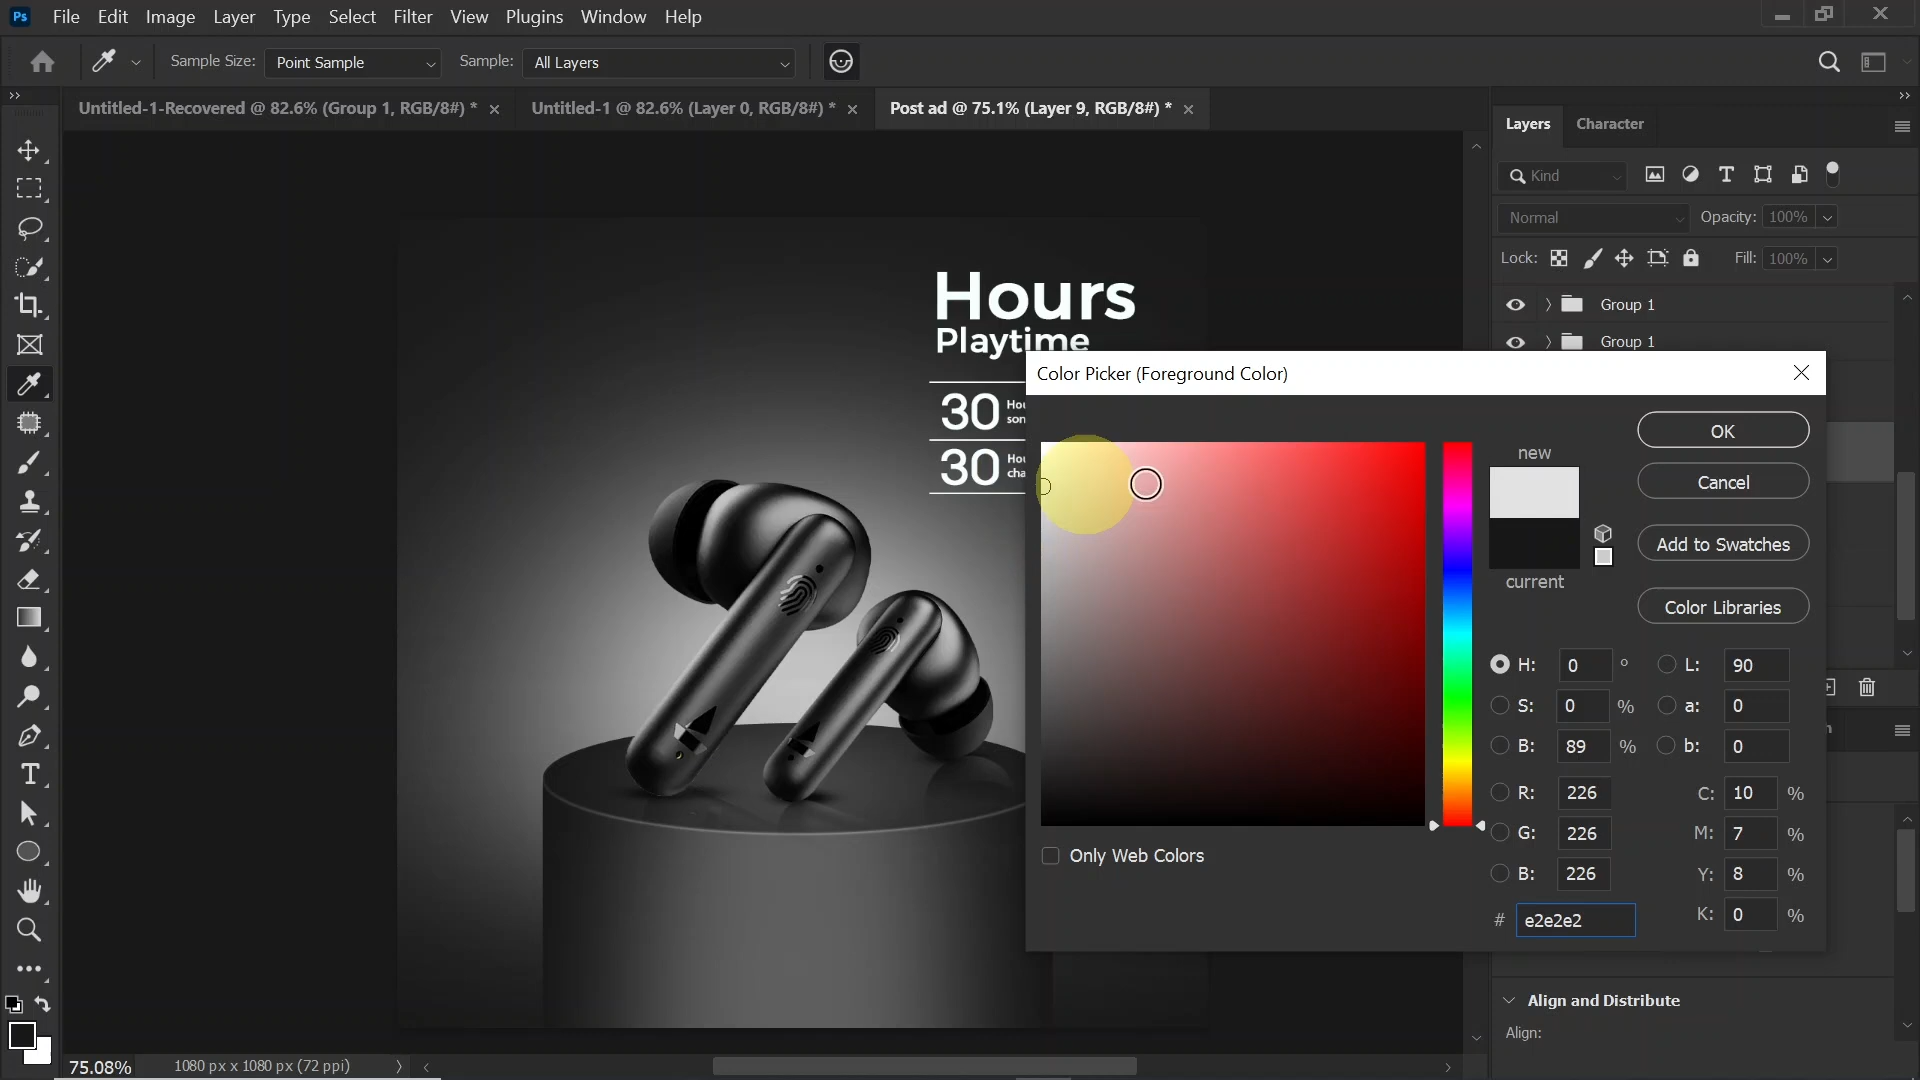 Ps File Edit Image Layer Type Select Filter View Plugins Window Help
Sample Size: Point Sample Sample: All Layers
Untitled-1-Recovered @ 82.6% (Group 1, RGB/8#) * Untitled-1 @ 82.6% (Layer 0, RGB/8#) * Post ad @ 75.1% (Layer 9, RGB/8#) *
Layers Character
Kind
Normal Opacity: 100%
Lock: Fill: 100%
Group 1
Group 1
Hours
Playtime
30
30
Color Picker (Foreground Color)
new
current
OK
Cancel
Add to Swatches
Color Libraries
H: 0 ° L: 90
S: 0 % a: 0
B: 89 % b: 0
R: 226 C: 10 %
G: 226 M: 7 %
B: 226 Y: 8 %
# e2e2e2 K: 0 %
Only Web Colors
Align and Distribute
Align:
75.08% 1080 px x 1080 px (72 ppi)